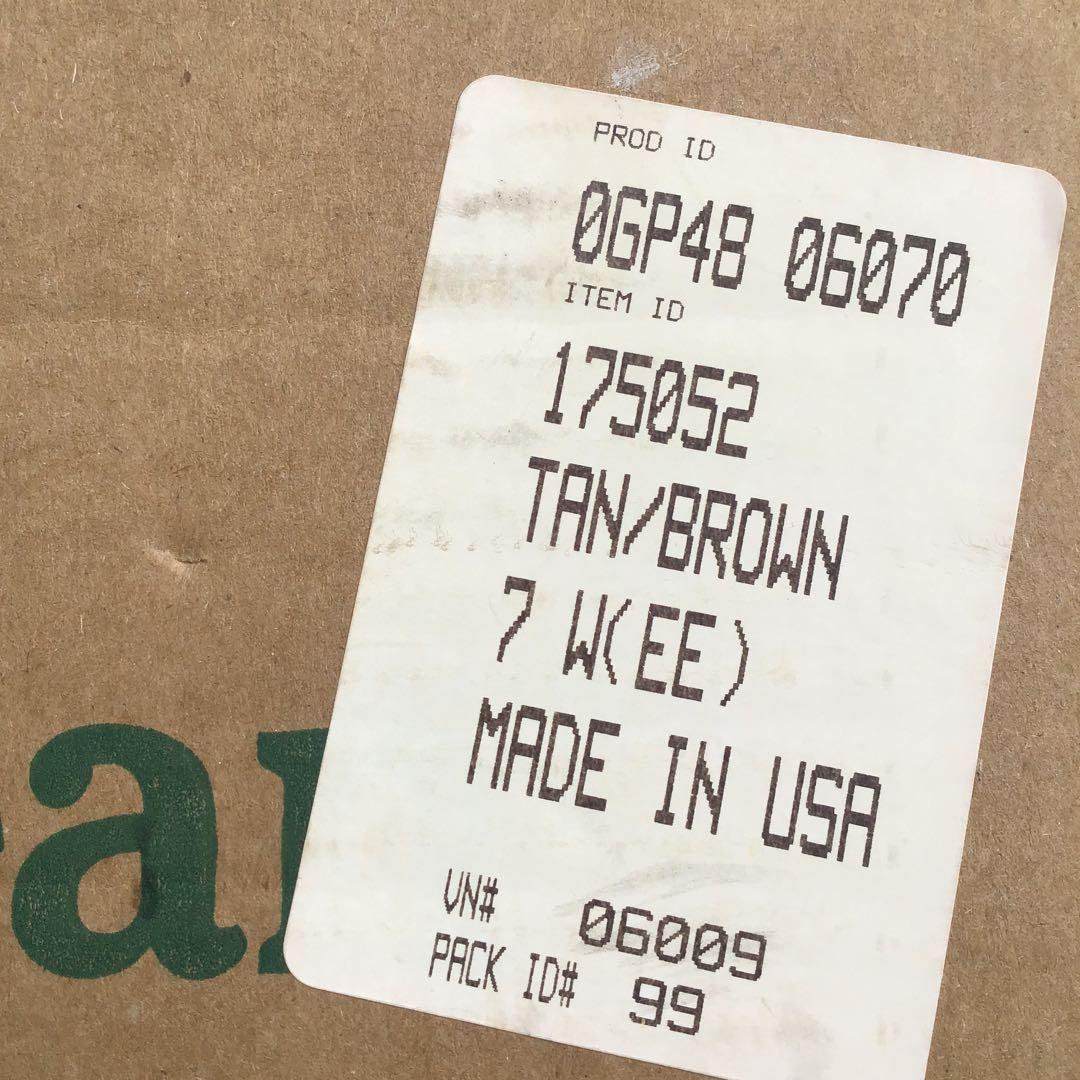 PROD ID
0GP48 06070
ITEM ID
175052
TAN/BROWN
7 W(EE)
MADE IN USA
VN# 06009
PACK ID# 99